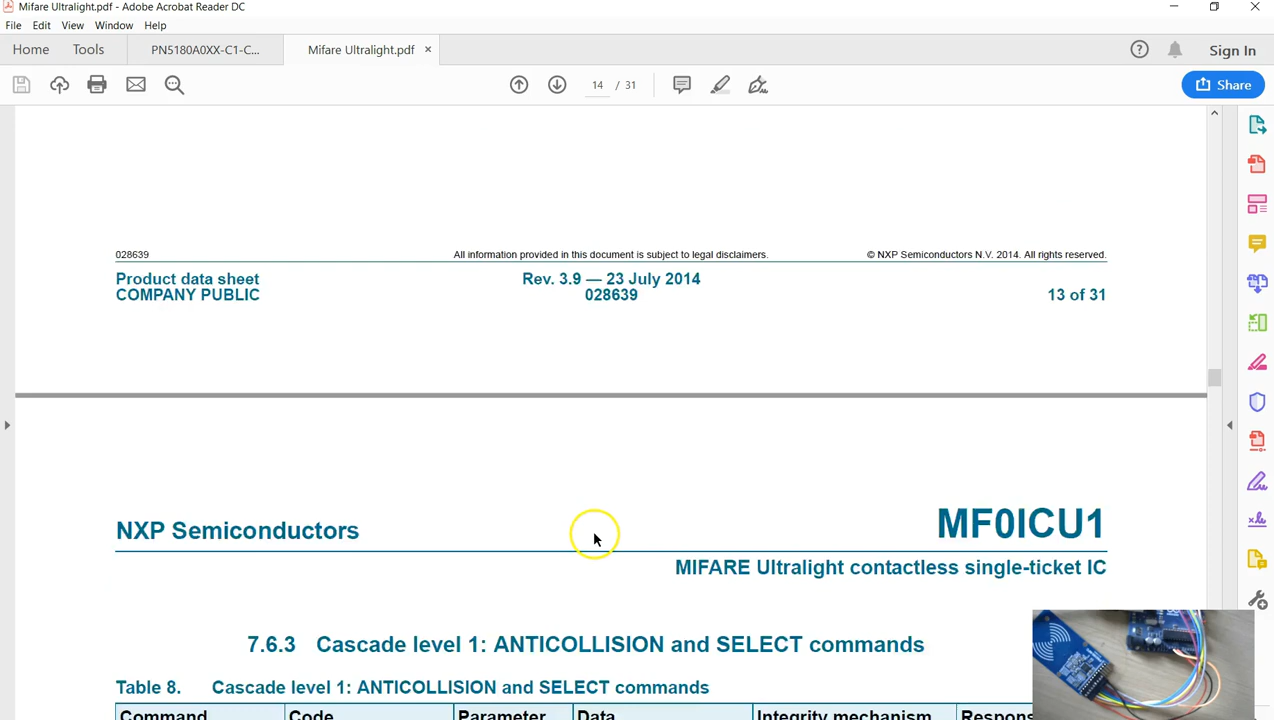 Mifare Ultralight.pdf - Adobe Acrobat Reader DC
File Edit View Window Help
Home Tools PN5180A0XX-C1-C... Mifare Ultralight.pdf × Sign In
14 / 31 Share
028639 All information provided in this document is subject to legal disclaimers. © NXP Semiconductors N.V. 2014. All rights reserved.
Product data sheet Rev. 3.9 — 23 July 2014
COMPANY PUBLIC 028639 13 of 31
NXP Semiconductors MF0ICU1
MIFARE Ultralight contactless single-ticket IC
7.6.3 Cascade level 1: ANTICOLLISION and SELECT commands
Table 8. Cascade level 1: ANTICOLLISION and SELECT commands
Command Code Parameter Data Integrity mechanism Respons